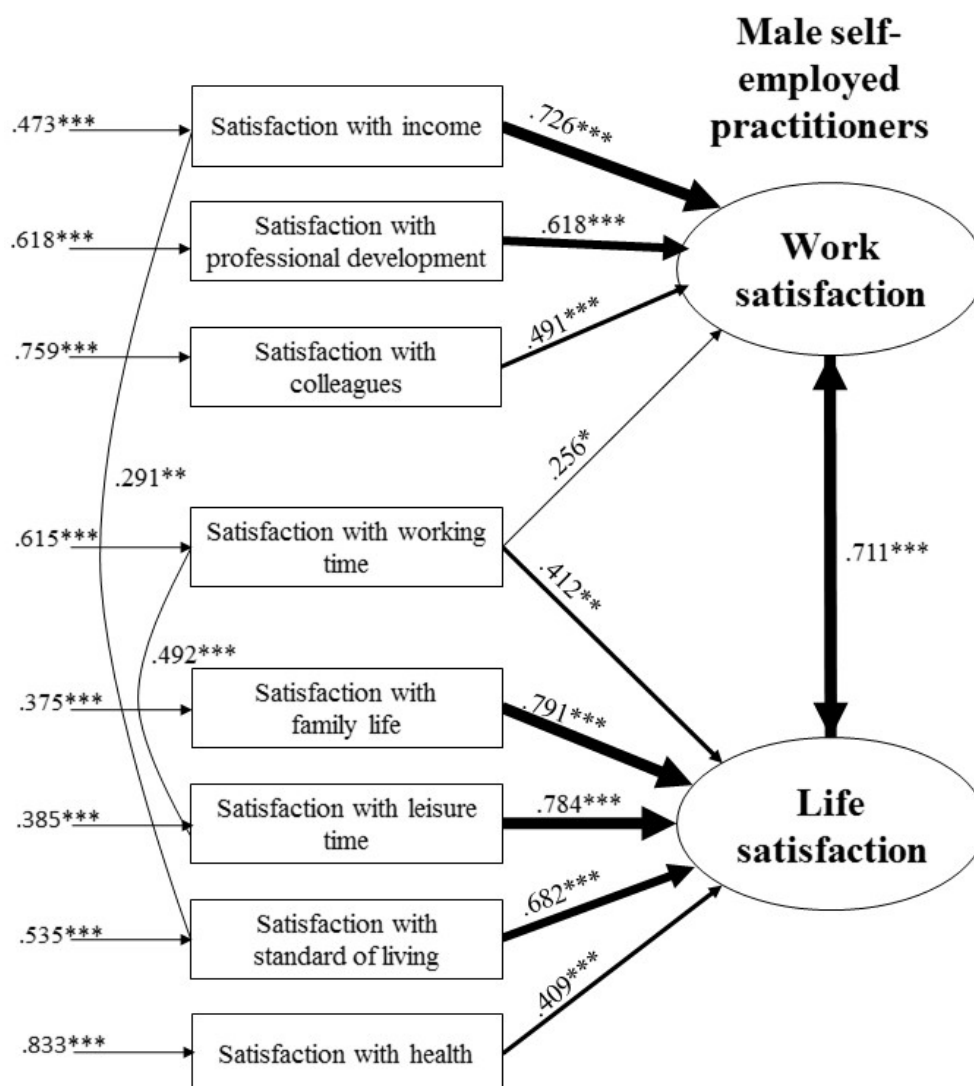 Male self-
employed
practitioners
.473***
Satisfaction with income
.726***
.618***
Satisfaction with
professional development
.618***
Work
satisfaction
.759***
Satisfaction with
colleagues
.491***
.291**
.256*
.615***
Satisfaction with working
time
.412**
.711***
.492***
.375***
Satisfaction with
family life
.791***
.385***
Satisfaction with leisure
time
.784***
Life
satisfaction
.535***
Satisfaction with
standard of living
.682***
.833***
Satisfaction with health
.409***